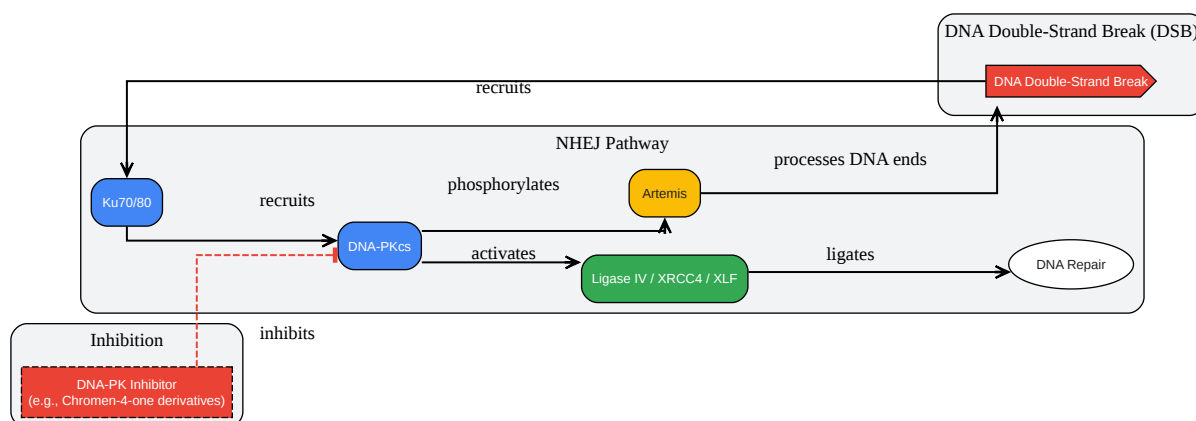 DNA Double-Strand Break (DSB)
DNA Double-Strand Break
recruits
NHEJ Pathway
processes DNA ends
phosphorylates
Artemis
Ku70/80
recruits
DNA-PKcs
activates
ligates
DNA Repair
Ligase IV / XRCC4 / XLF
inhibits
Inhibition
DNA-PK Inhibitor
(e.g., Chromen-4-one derivatives)